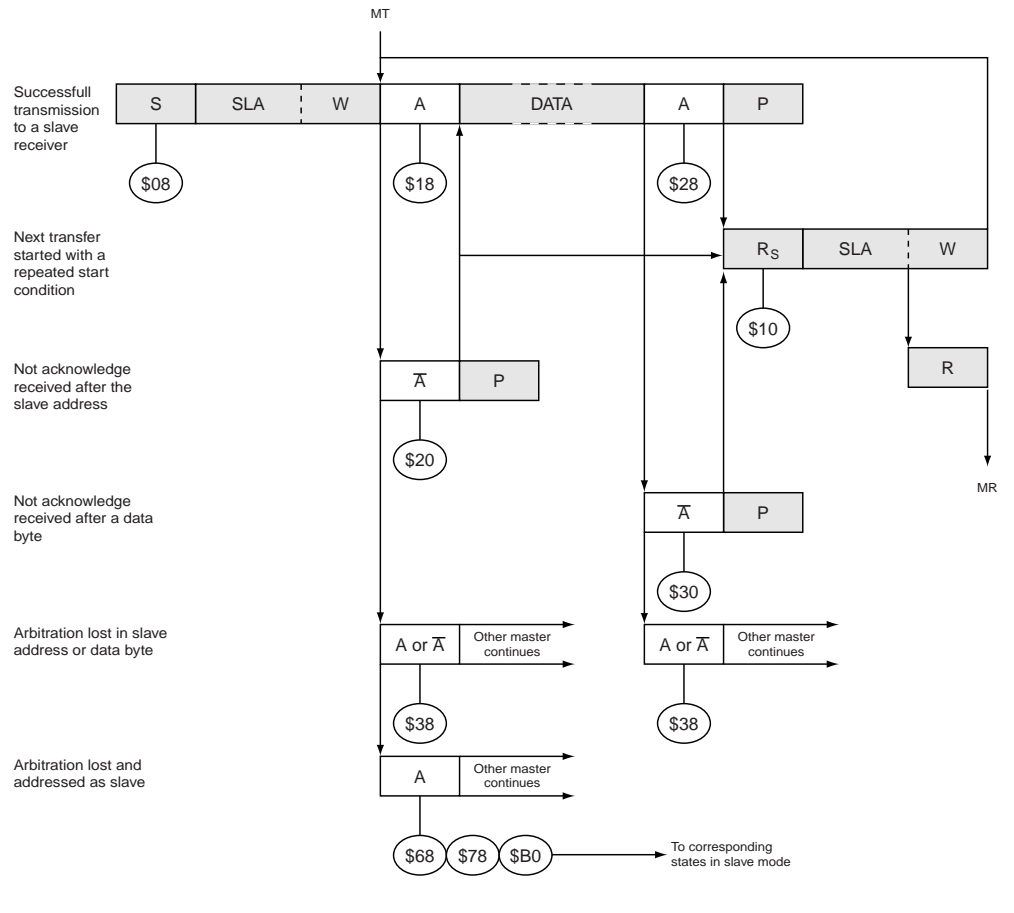 MT
Successfull
transmission
to a slave
receiver
S SLA W A DATA A P
$08 $18 $28
Next transfer
started with a
repeated start
condition
RS SLA W
$10
Not acknowledge
received after the
slave address
A̅ P
R
$20
MR
Not acknowledge
received after a data
byte
A̅ P
$30
Arbitration lost in slave
address or data byte
A or A̅
Other master
continues
A or A̅
Other master
continues
$38 $38
Arbitration lost and
addressed as slave
A
Other master
continues
$68 $78 $B0
To corresponding
states in slave mode